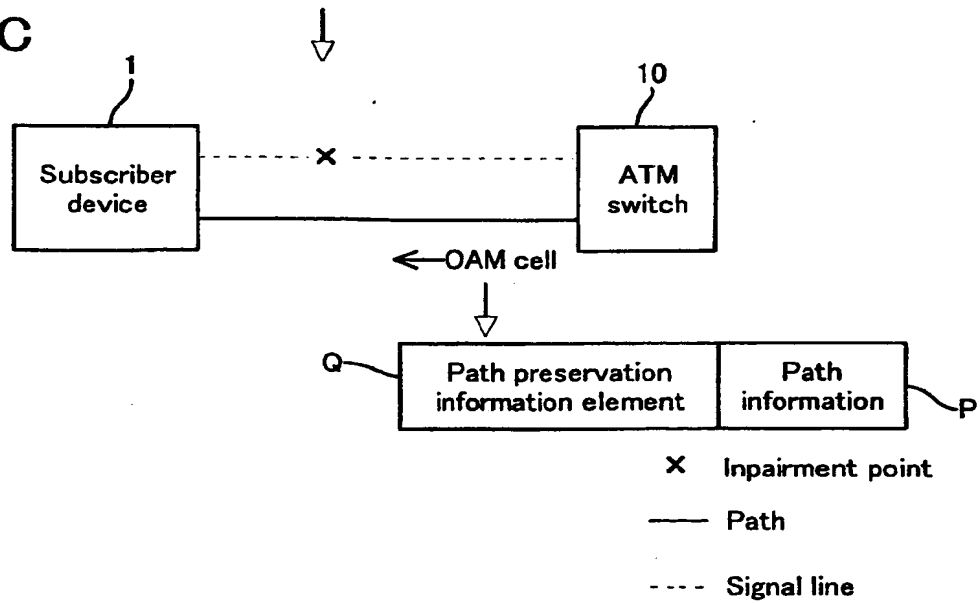 C
1
10
Subscriber
device
ATM
switch
OAM cell
Q
Path preservation
information element
Path
information
P
× Inpairment point
Path
Signal line